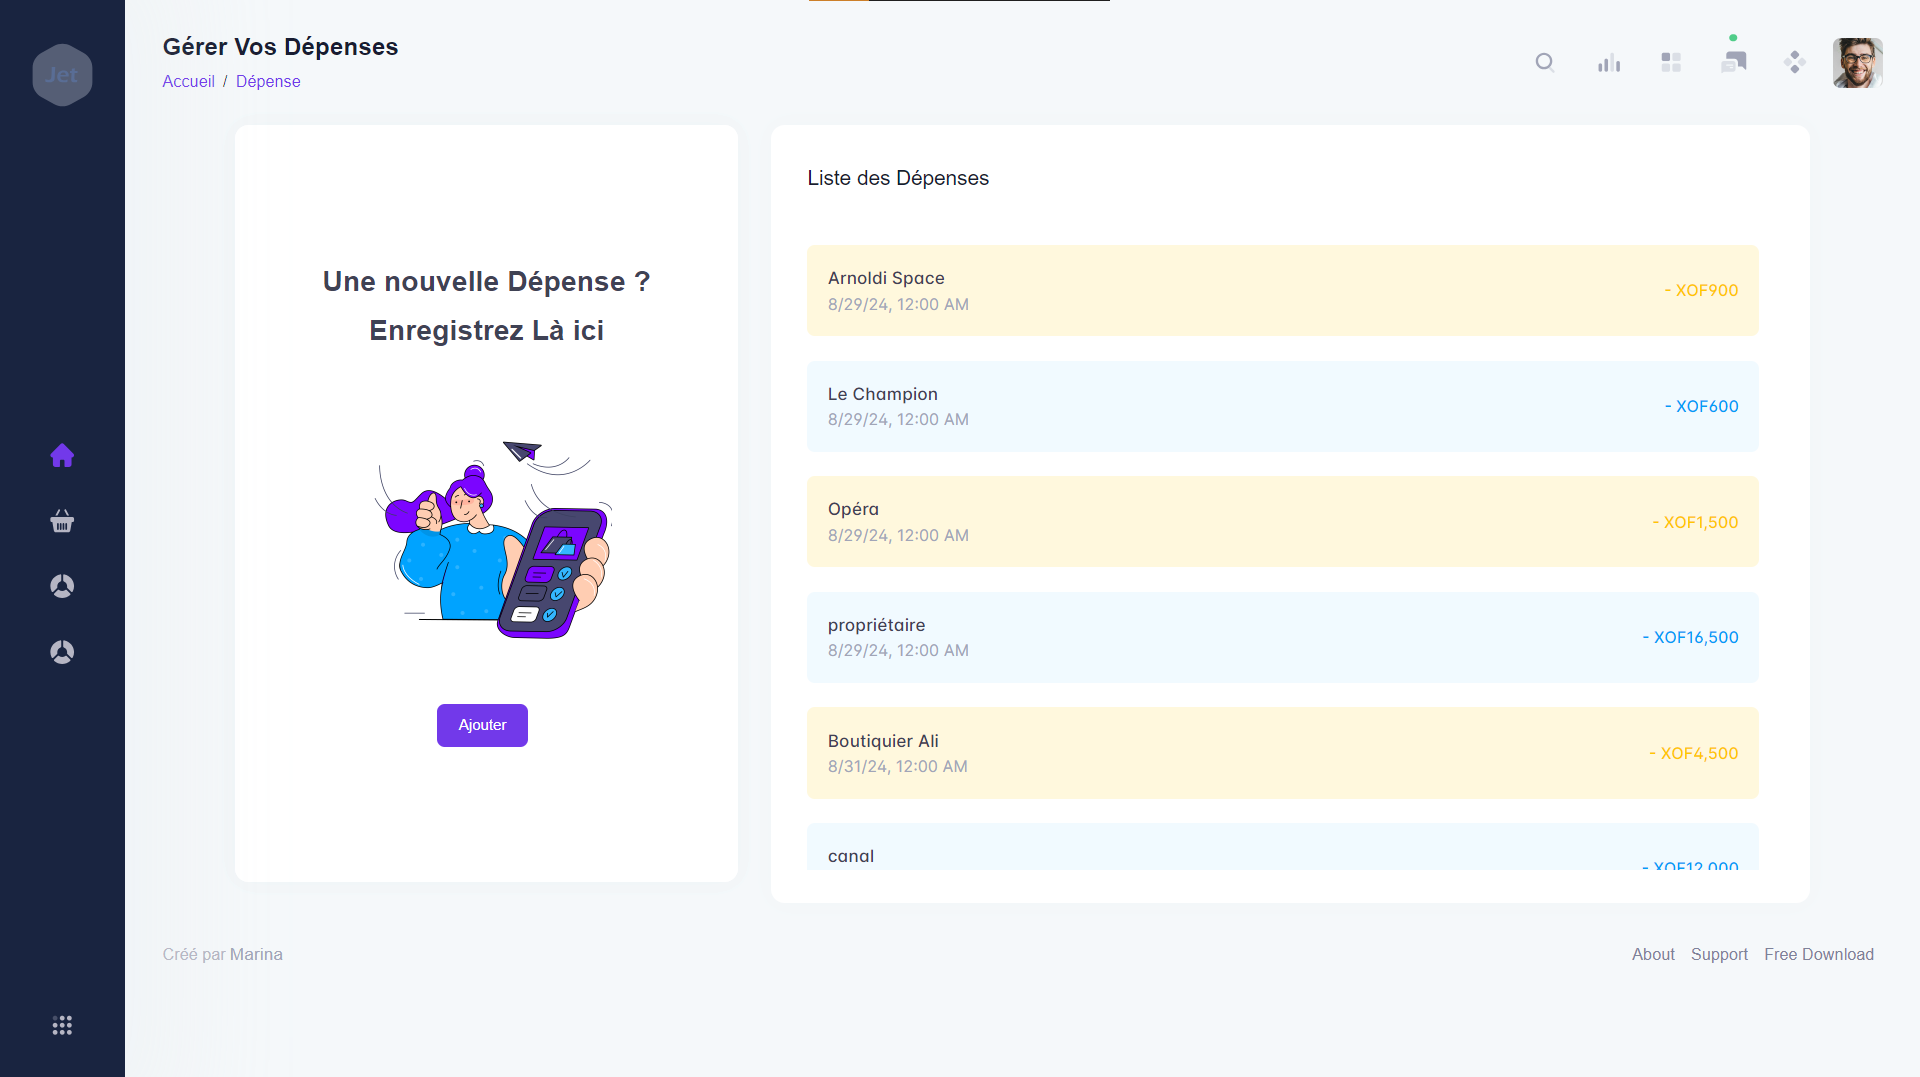 Jet
Gérer Vos Dépenses
Accueil / Dépense
Une nouvelle Dépense ?
Enregistrez Là ici
Ajouter
Liste des Dépenses
Arnoldi Space
8/29/24, 12:00 AM
- XOF900
Le Champion
8/29/24, 12:00 AM
- XOF600
Opéra
8/29/24, 12:00 AM
- XOF1,500
propriétaire
8/29/24, 12:00 AM
- XOF16,500
Boutiquier Ali
8/31/24, 12:00 AM
- XOF4,500
canal
- XOF12,000
Créé par Marina
About Support Free Download